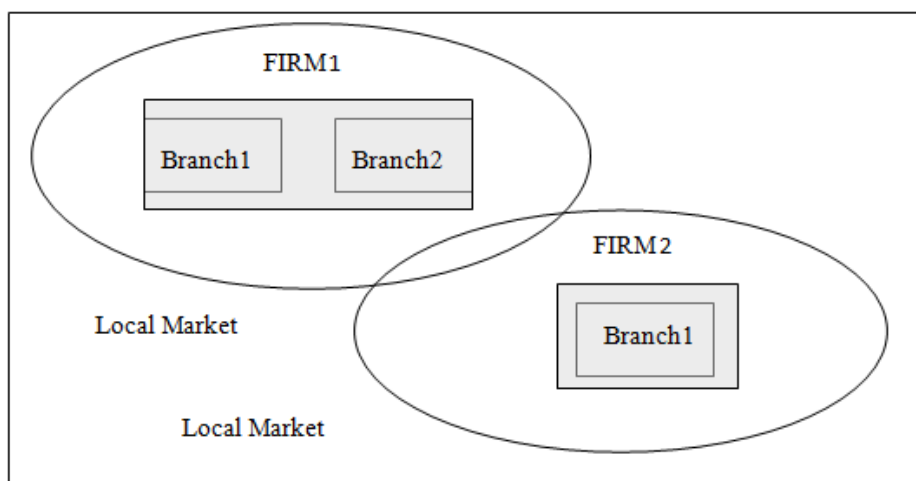 FIRM1
Branch1
Branch2
FIRM2
Local Market
Branch1
Local Market